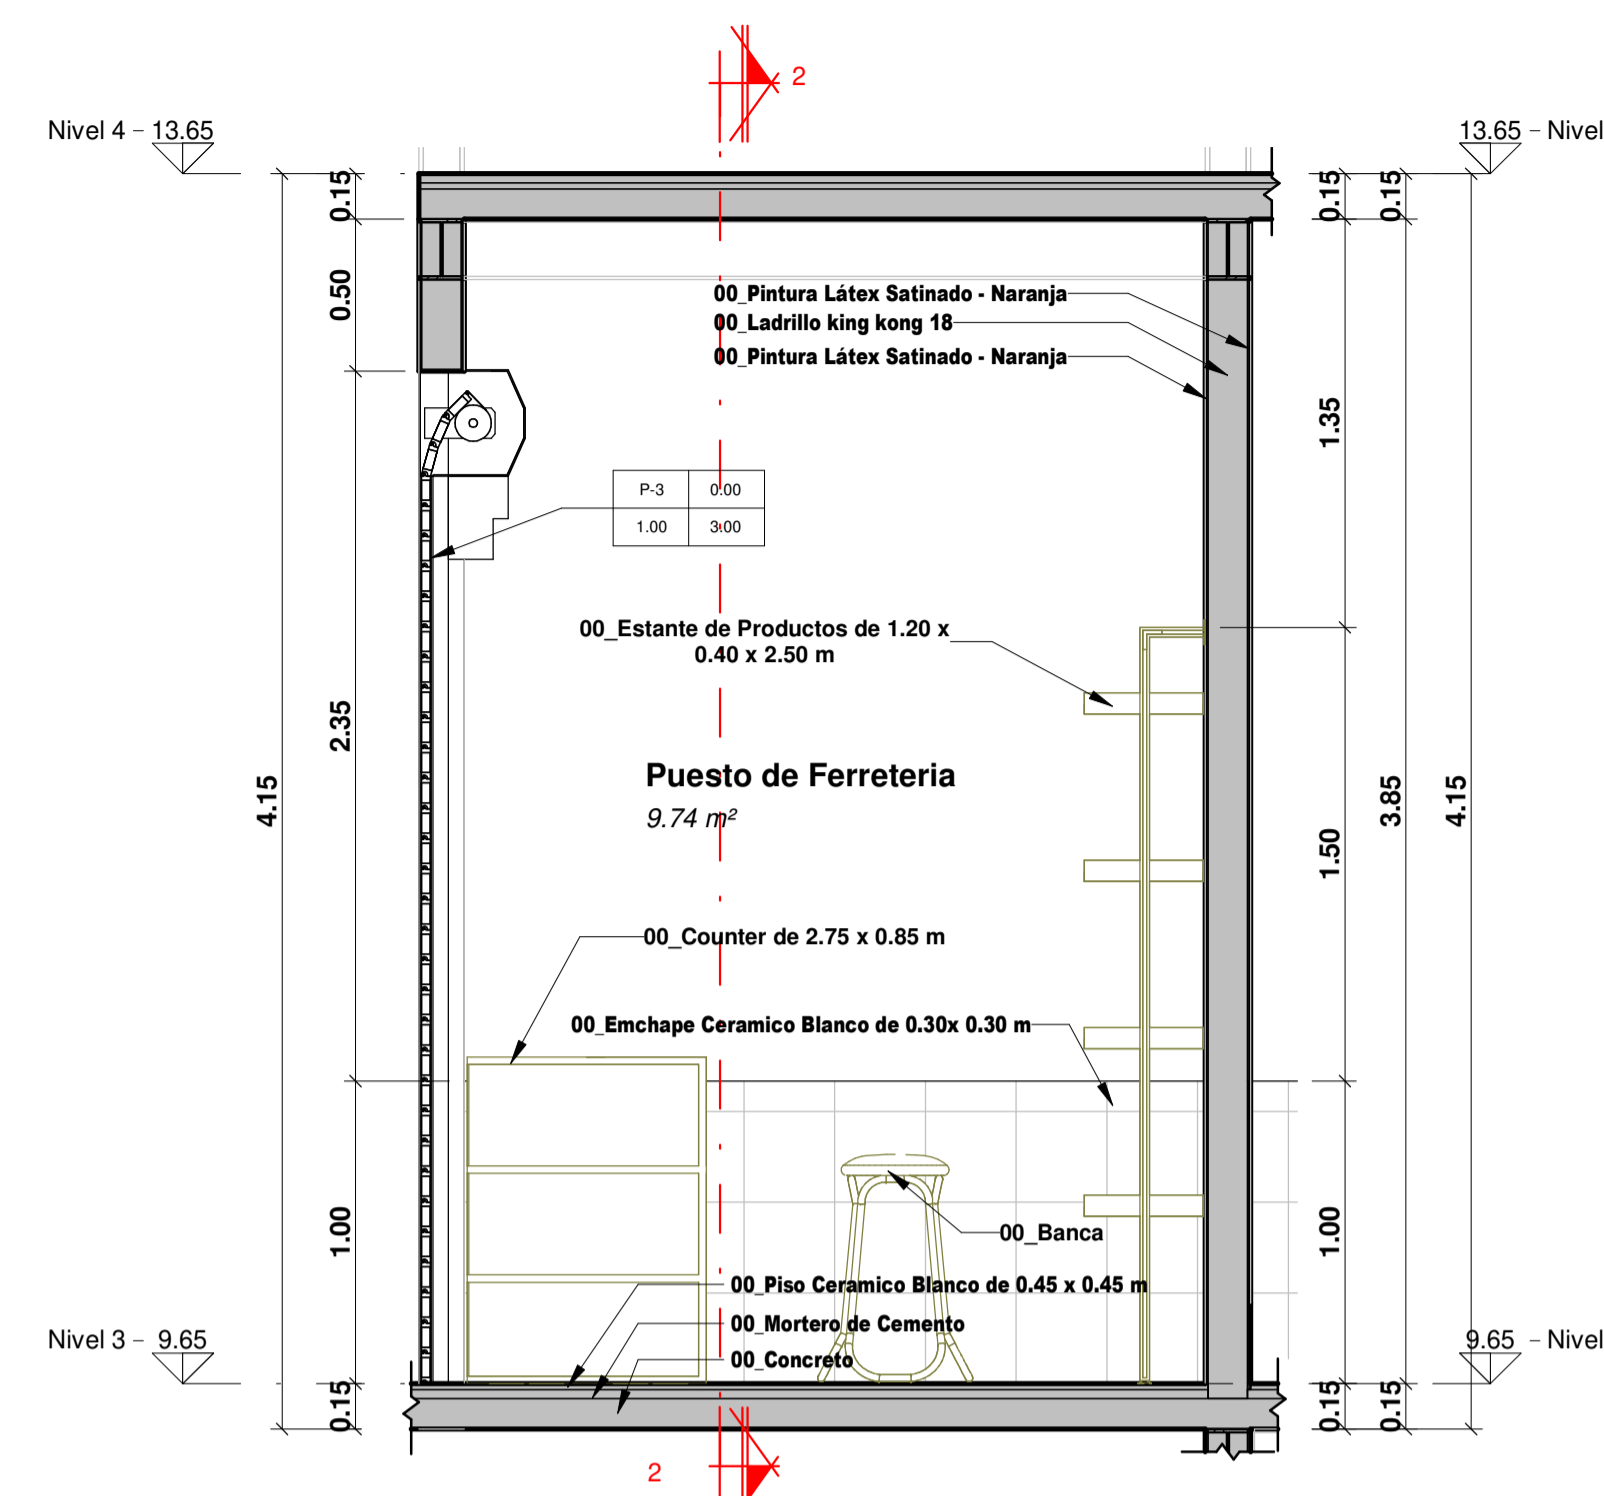 2
Nivel 4 – 13.65
13.65 – Nivel
0.15
0.15
0.15
0.50
00_Pintura Látex Satinado - Naranja
00_Ladrillo king kong 18
00_Pintura Látex Satinado - Naranja
1.35
P-3
0.00
1.00
3.00
00_Estante de Productos de 1.20 x
0.40 x 2.50 m
2.35
Puesto de Ferreteria
9.74 m²
4.15
1.50
3.85
4.15
00_Counter de 2.75 x 0.85 m
00_Emchape Ceramico Blanco de 0.30x 0.30 m
1.00
1.00
00_Banca
00_Piso Ceramico Blanco de 0.45 x 0.45 m
00_Mortero de Cemento
00_Concreto
Nivel 3 – 9.65
9.65 – Nivel
0.15
0.15
0.15
2